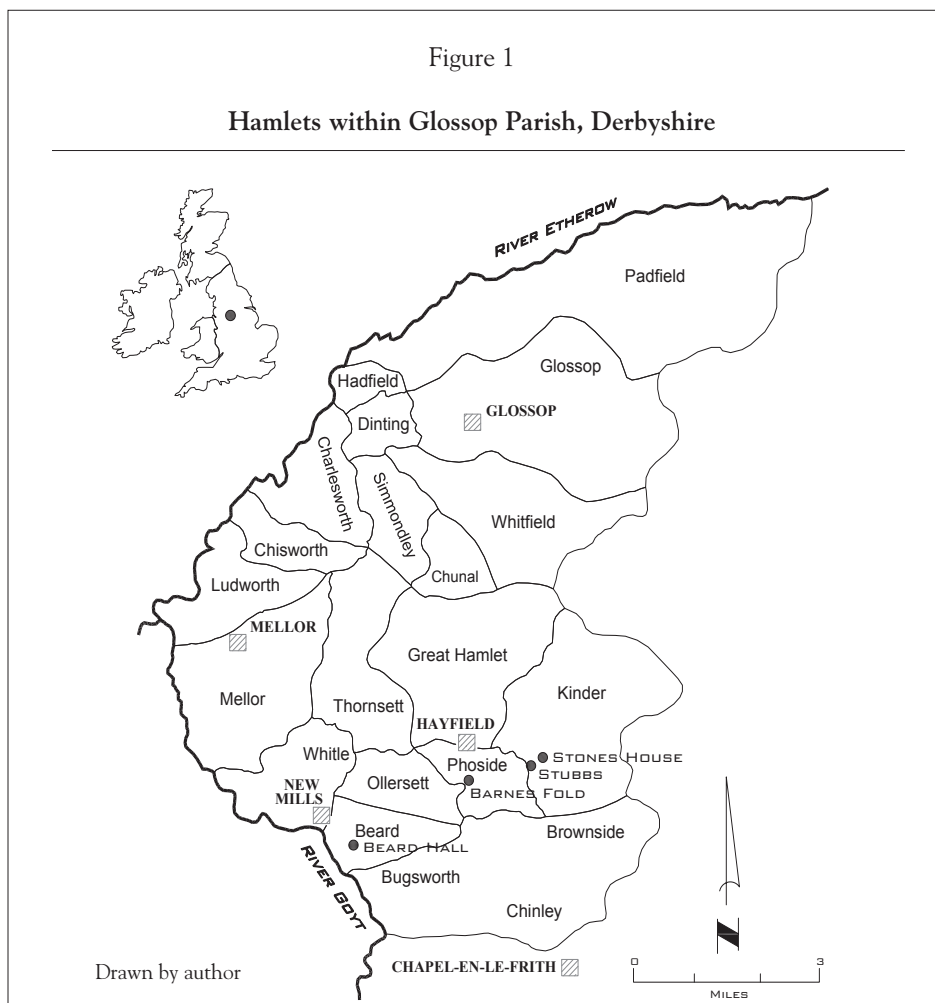 Figure 1
Hamlets within Glossop Parish, Derbyshire
RIVER ETHEROW
Padfield
Glossop
Hadfield
GLOSSOP
Dinting
Charlesworth
Simmondley
Whitfield
Chisworth
Chunal
Ludworth
MELLOR
Great Hamlet
Kinder
Mellor
Thornsett
HAYFIELD
Whitle
Phoside
STONES HOUSE
STUBBS
Ollersett
BARNES FOLD
NEW
MILLS
Beard
Brownside
BEARD HALL
Bugsworth
RIVER GOYT
Chinley
N
Drawn by author
CHAPEL-EN-LE-FRITH
0
3
MILES